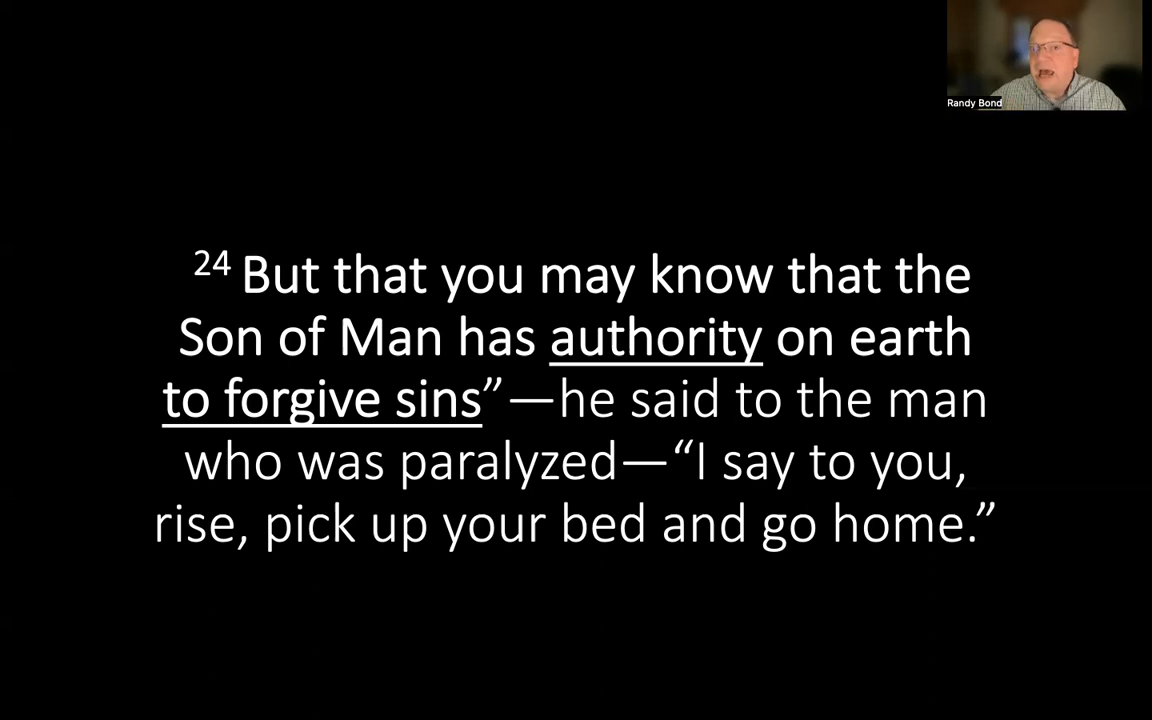 Randy Bond
24 But that you may know that the
Son of Man has authority on earth
to forgive sins”—he said to the man
who was paralyzed—“I say to you,
rise, pick up your bed and go home.”